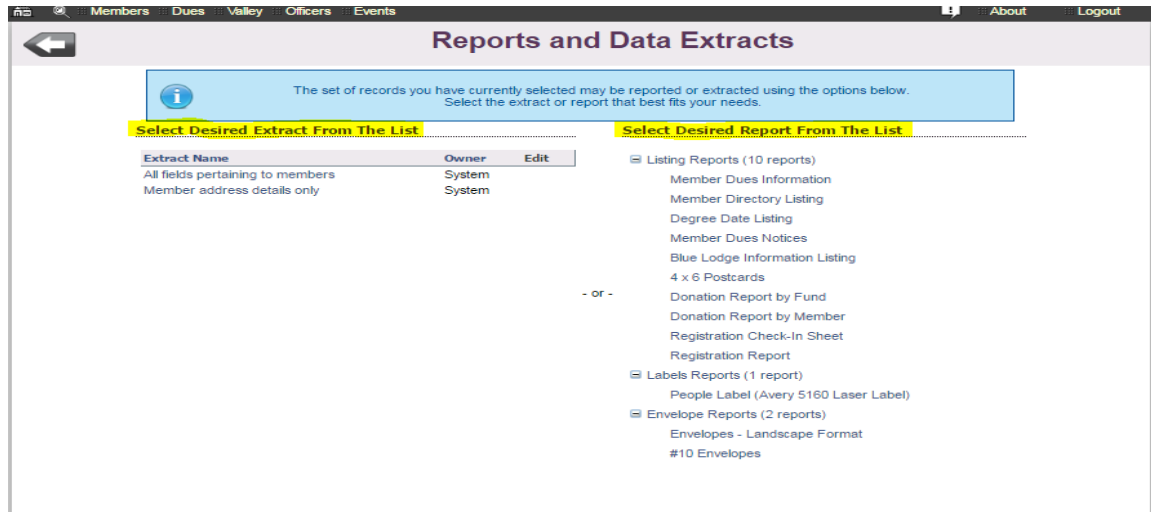 Members Dues Valley Officers Events About Logout
Reports and Data Extracts
The set of records you have currently selected may be reported or extracted using the options below.
Select the extract or report that best fits your needs.
Select Desired Extract From The List
Extract Name Owner Edit
All fields pertaining to members System
Member address details only System
- or -
Select Desired Report From The List
Listing Reports (10 reports)
Member Dues Information
Member Directory Listing
Degree Date Listing
Member Dues Notices
Blue Lodge Information Listing
4 x 6 Postcards
Donation Report by Fund
Donation Report by Member
Registration Check-In Sheet
Registration Report
Labels Reports (1 report)
People Label (Avery 5160 Laser Label)
Envelope Reports (2 reports)
Envelopes - Landscape Format
#10 Envelopes